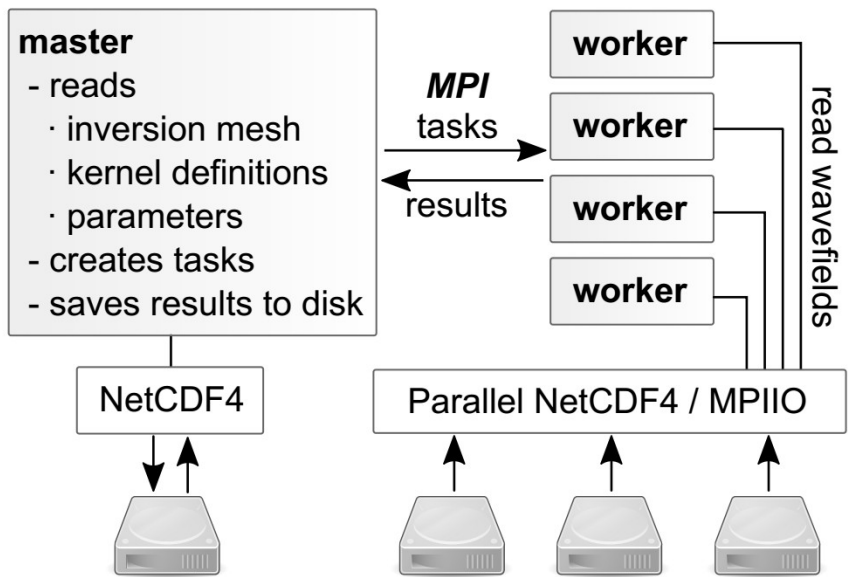 master
- reads
· inversion mesh
· kernel definitions
· parameters
- creates tasks
- saves results to disk
MPI
tasks
results
worker
worker
worker
worker
read wavefields
NetCDF4
Parallel NetCDF4 / MPIIO